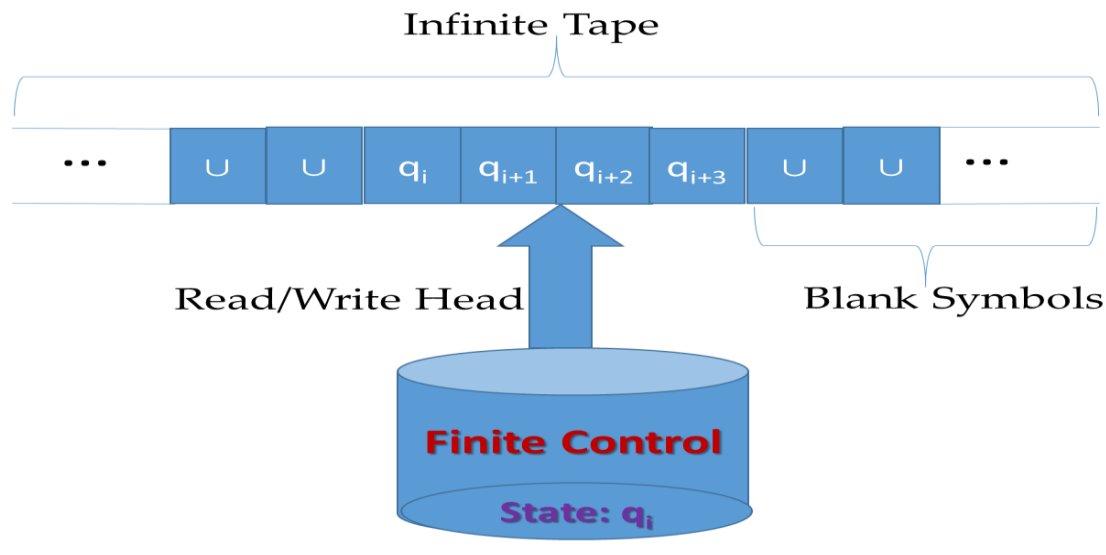 Infinite Tape
... U U qᵢ qᵢ₊₁ qᵢ₊₂ qᵢ₊₃ U U ...
Read/Write Head
Blank Symbols
Finite Control
State: qᵢ